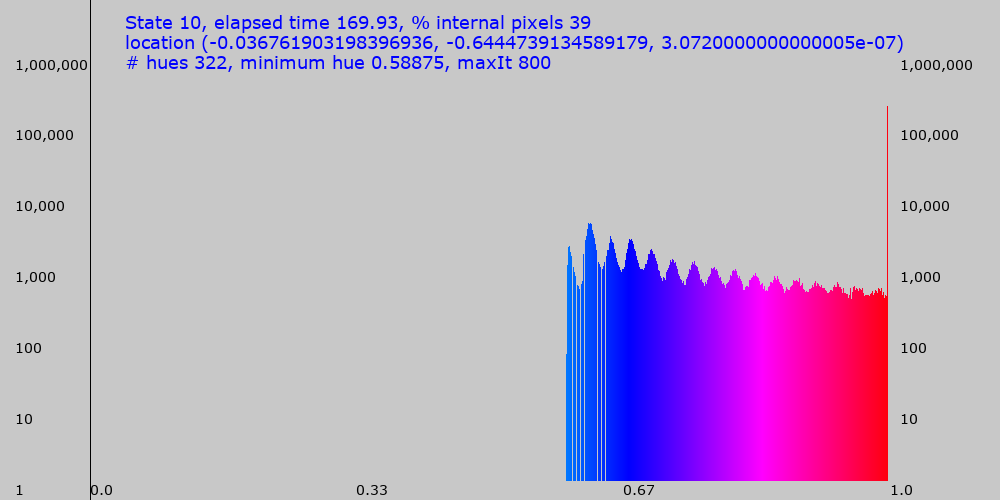 State 10, elapsed time 169.93, % internal pixels 39
location (-0.036761903198396936, -0.6444739134589179, 3.0720000000000005e-07)
# hues 322, minimum hue 0.58875, maxIt 800
1,000,000 1,000,000
100,000 100,000
10,000 10,000
1,000 1,000
100 100
10 10
1 0.0 0.33 0.67 1.0